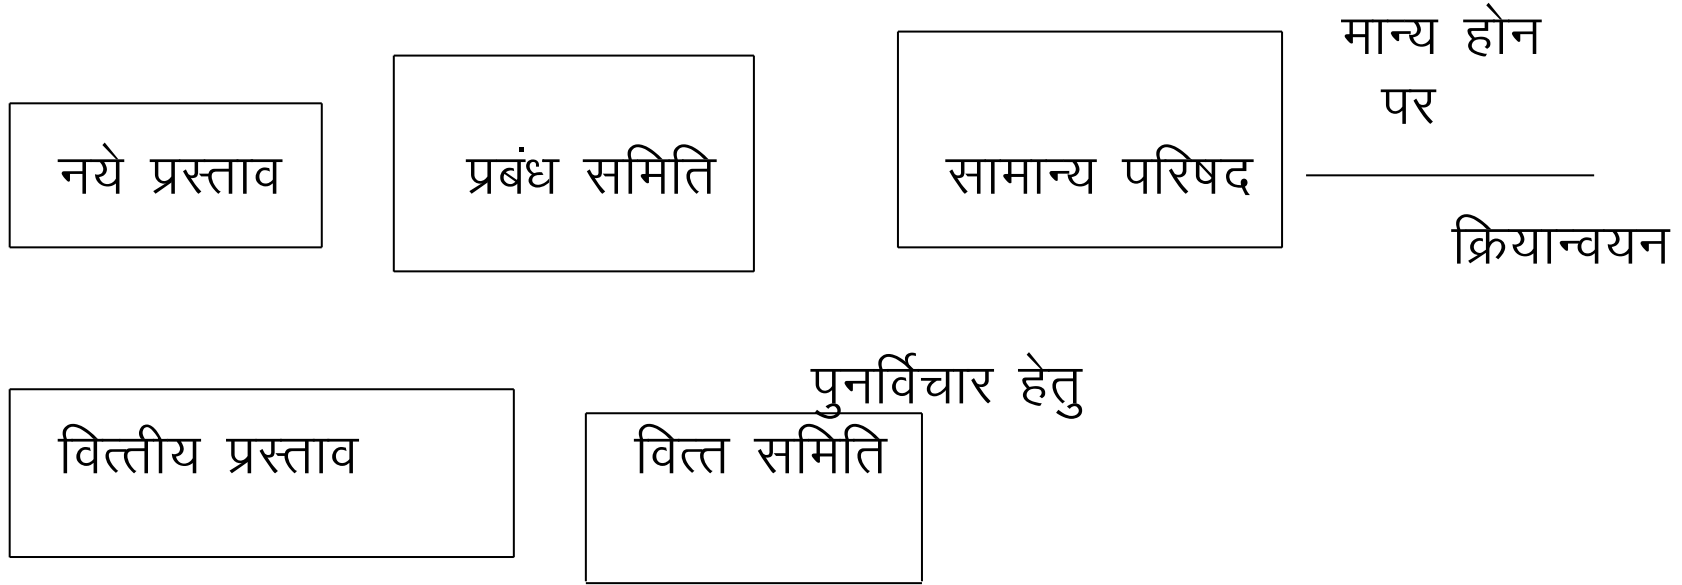 मान्य होन
पर
नये प्रस्ताव
प्रबंध समिति
सामान्य परिषद
क्रियान्वयन
पुनर्विचार हेतु
वित्तीय प्रस्ताव
वित्त समिति